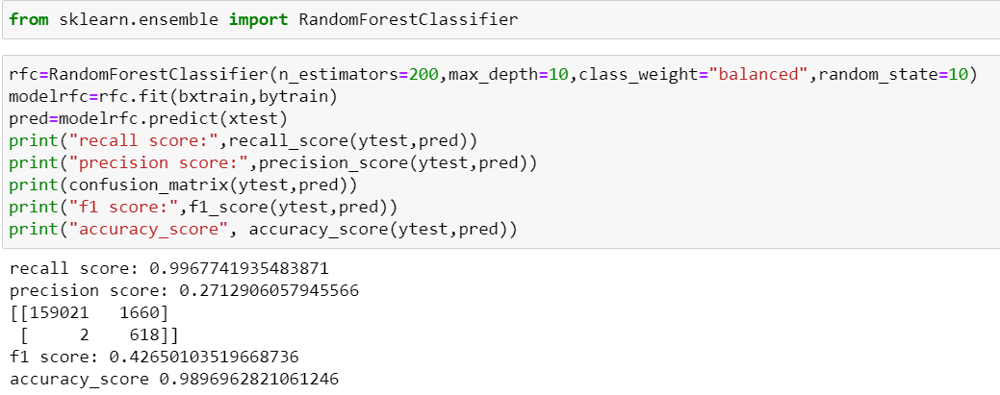 from sklearn.ensemble import RandomForestClassifier
rfc=RandomForestClassifier(n_estimators=200,max_depth=10,class_weight="balanced",random_state=10)
modelrfc=rfc.fit(bxtrain,bytrain)
pred=modelrfc.predict(xtest)
print("recall score:",recall_score(ytest,pred))
print("precision score:",precision_score(ytest,pred))
print(confusion_matrix(ytest,pred))
print("f1 score:",f1_score(ytest,pred))
print("accuracy_score", accuracy_score(ytest,pred))
recall score: 0.9967741935483871
precision score: 0.2712906057945566
[[159021   1660]
 [     2    618]]
f1 score: 0.42650103519668736
accuracy_score 0.9896962821061246